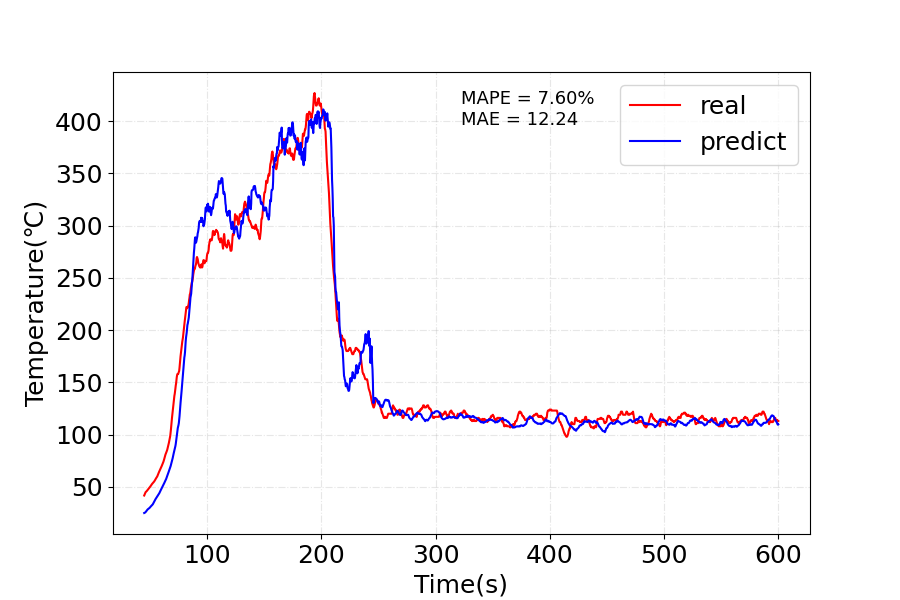 MAPE = 7.60%
MAE = 12.24
real
predict
400
350
300
250
200
150
100
50
Temperature(℃)
100 200 300 400 500 600
Time(s)